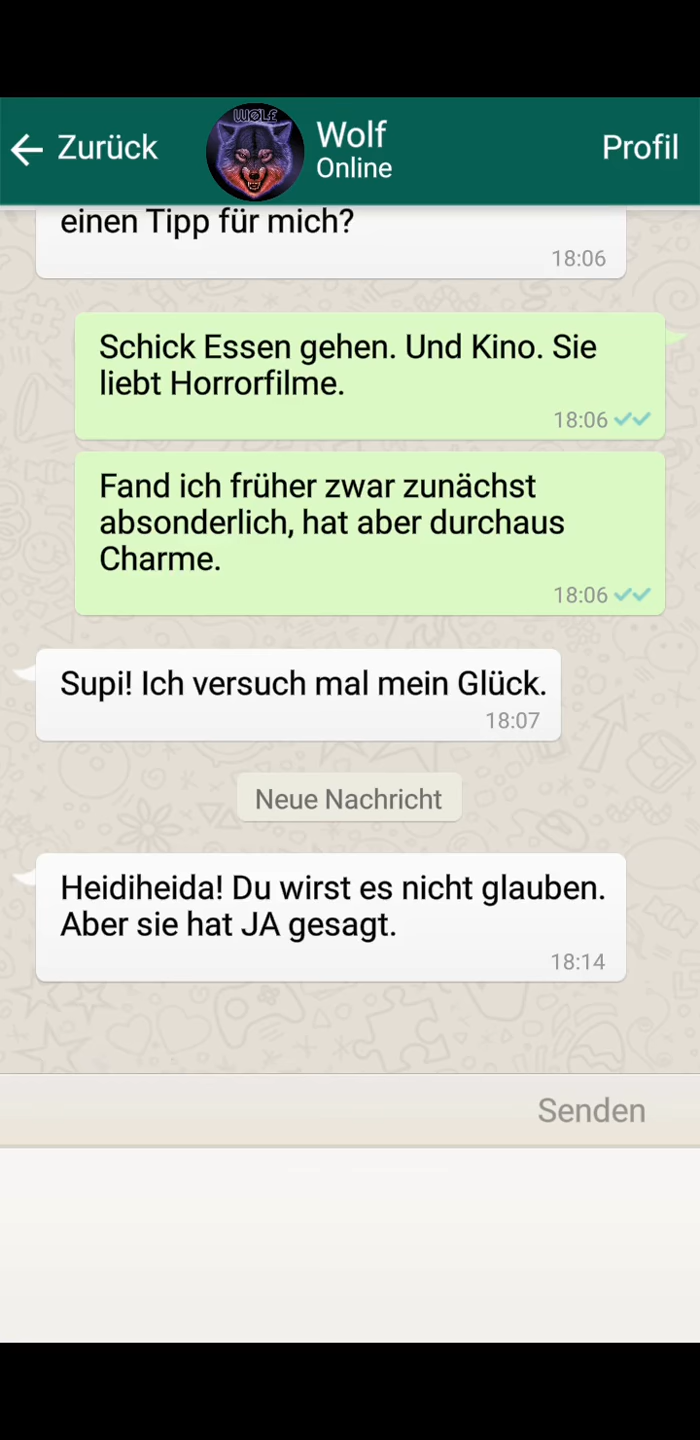 Zurück
WOLF
Wolf
Online
Profil
einen Tipp für mich?
18:06
Schick Essen gehen. Und Kino. Sie
liebt Horrorfilme.
18:06
Fand ich früher zwar zunächst
absonderlich, hat aber durchaus
Charme.
18:06
Supi! Ich versuch mal mein Glück.
18:07
Neue Nachricht
Heidiheida! Du wirst es nicht glauben.
Aber sie hat JA gesagt.
18:14
Senden